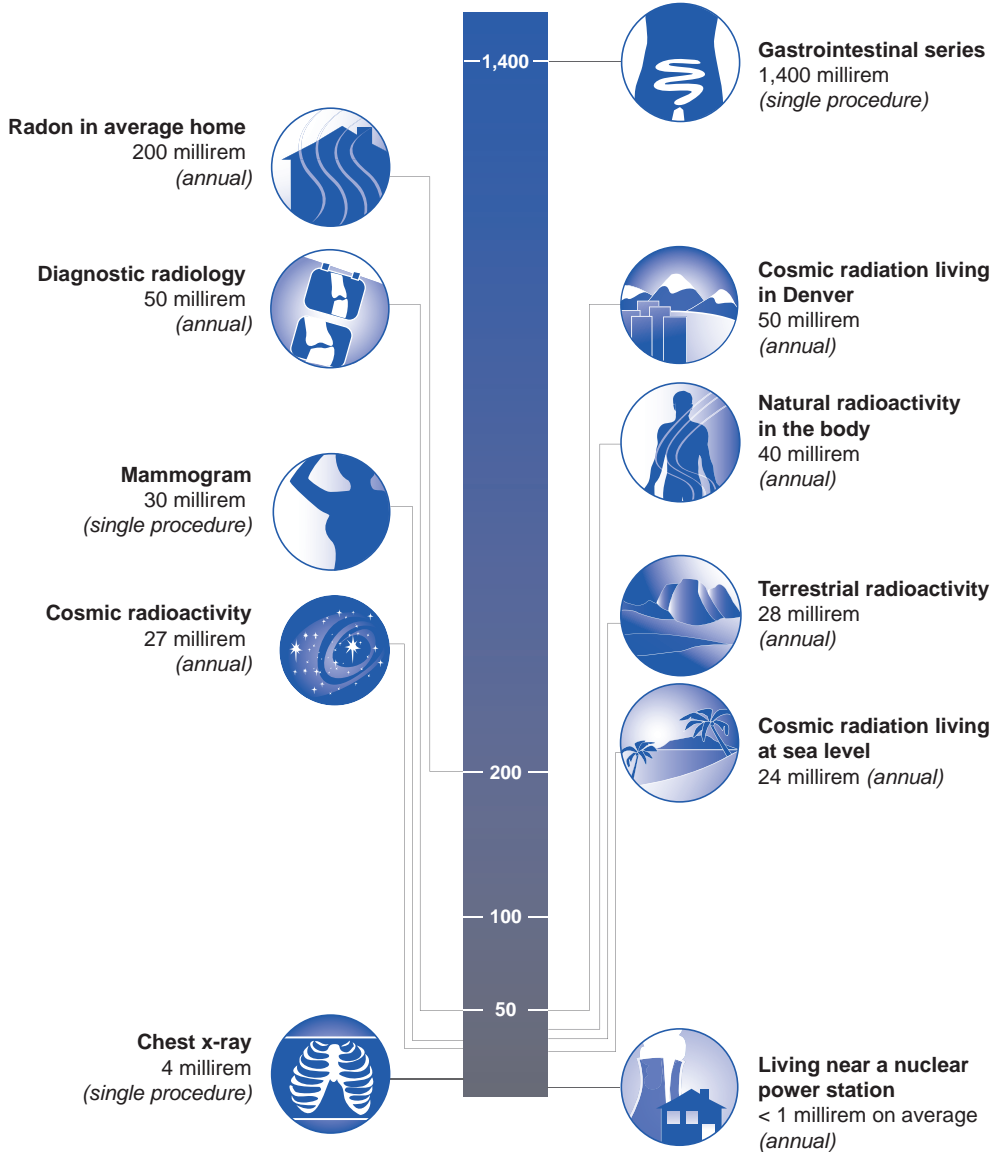 1,400
Gastrointestinal series
1,400 millirem
(single procedure)
Radon in average home
200 millirem
(annual)
Diagnostic radiology
50 millirem
(annual)
Cosmic radiation living
in Denver
50 millirem
(annual)
Natural radioactivity
in the body
40 millirem
(annual)
Mammogram
30 millirem
(single procedure)
Terrestrial radioactivity
28 millirem
(annual)
Cosmic radioactivity
27 millirem
(annual)
Cosmic radiation living
at sea level
24 millirem (annual)
200
100
50
Chest x-ray
4 millirem
(single procedure)
Living near a nuclear
power station
< 1 millirem on average
(annual)